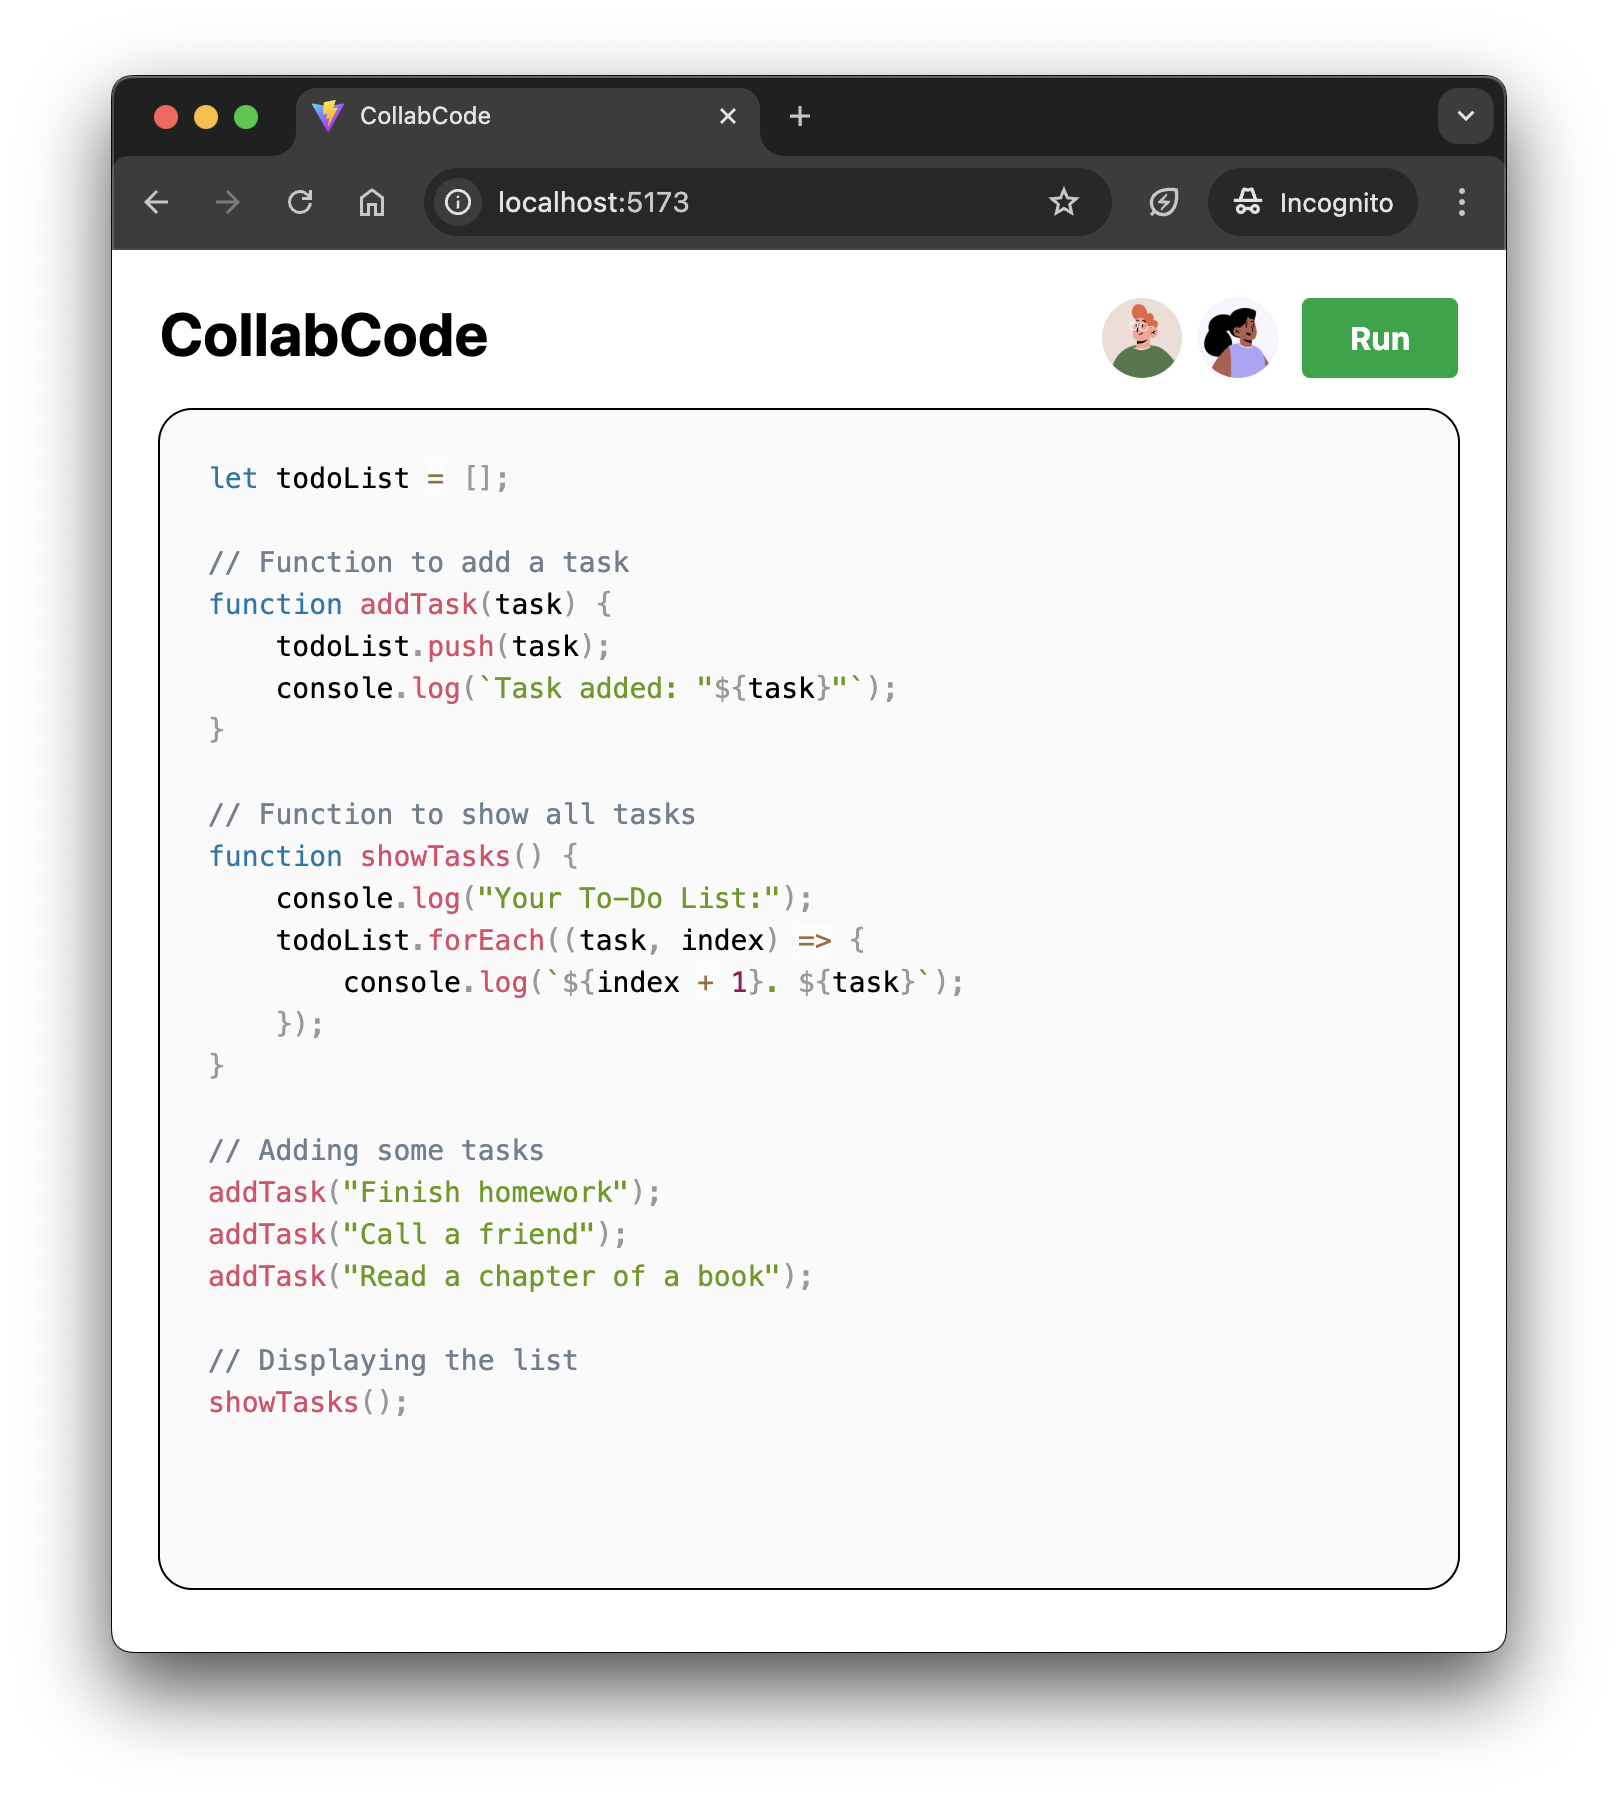 CollabCode
localhost:5173
Incognito
CollabCode
Run
let todoList = [];
// Function to add a task
function addTask(task) {
    todoList.push(task);
    console.log(`Task added: "${task}"`);
}
// Function to show all tasks
function showTasks() {
    console.log("Your To-Do List:");
    todoList.forEach((task, index) => {
        console.log(`${index + 1}. ${task}`);
    });
}
// Adding some tasks
addTask("Finish homework");
addTask("Call a friend");
addTask("Read a chapter of a book");
// Displaying the list
showTasks();